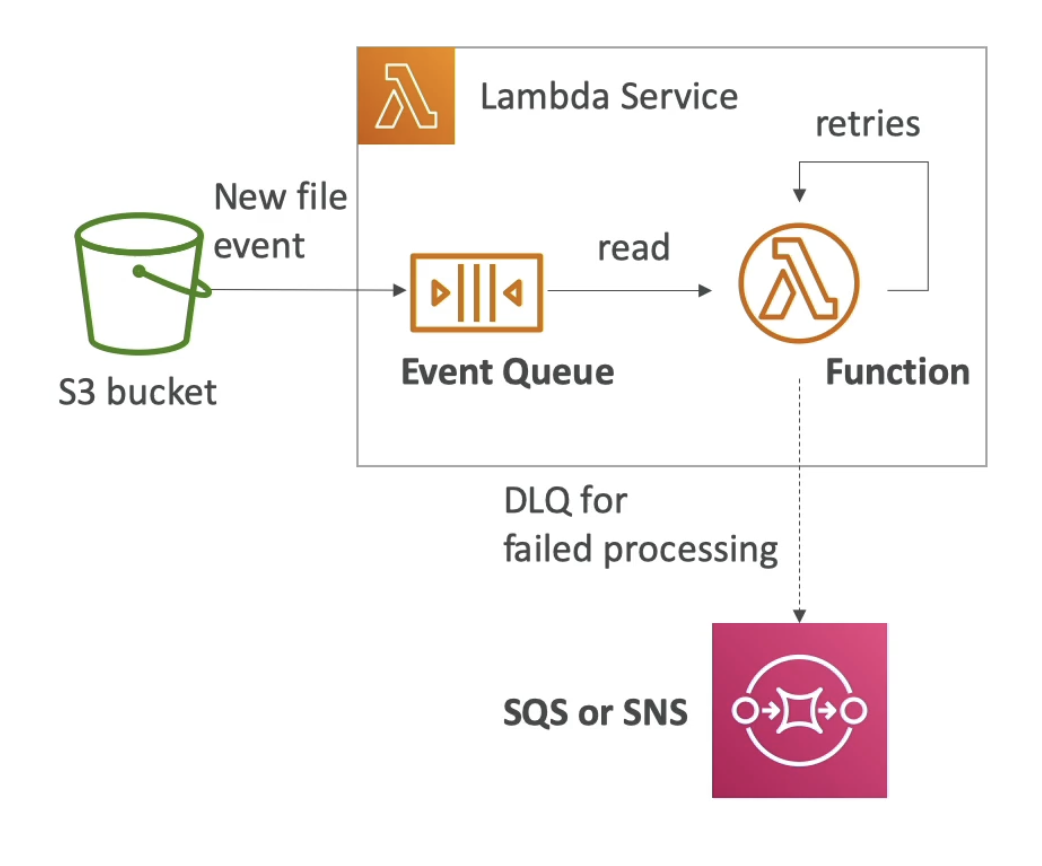 Lambda Service
retries
New file
event
read
Event Queue
Function
S3 bucket
DLQ for
failed processing
SQS or SNS